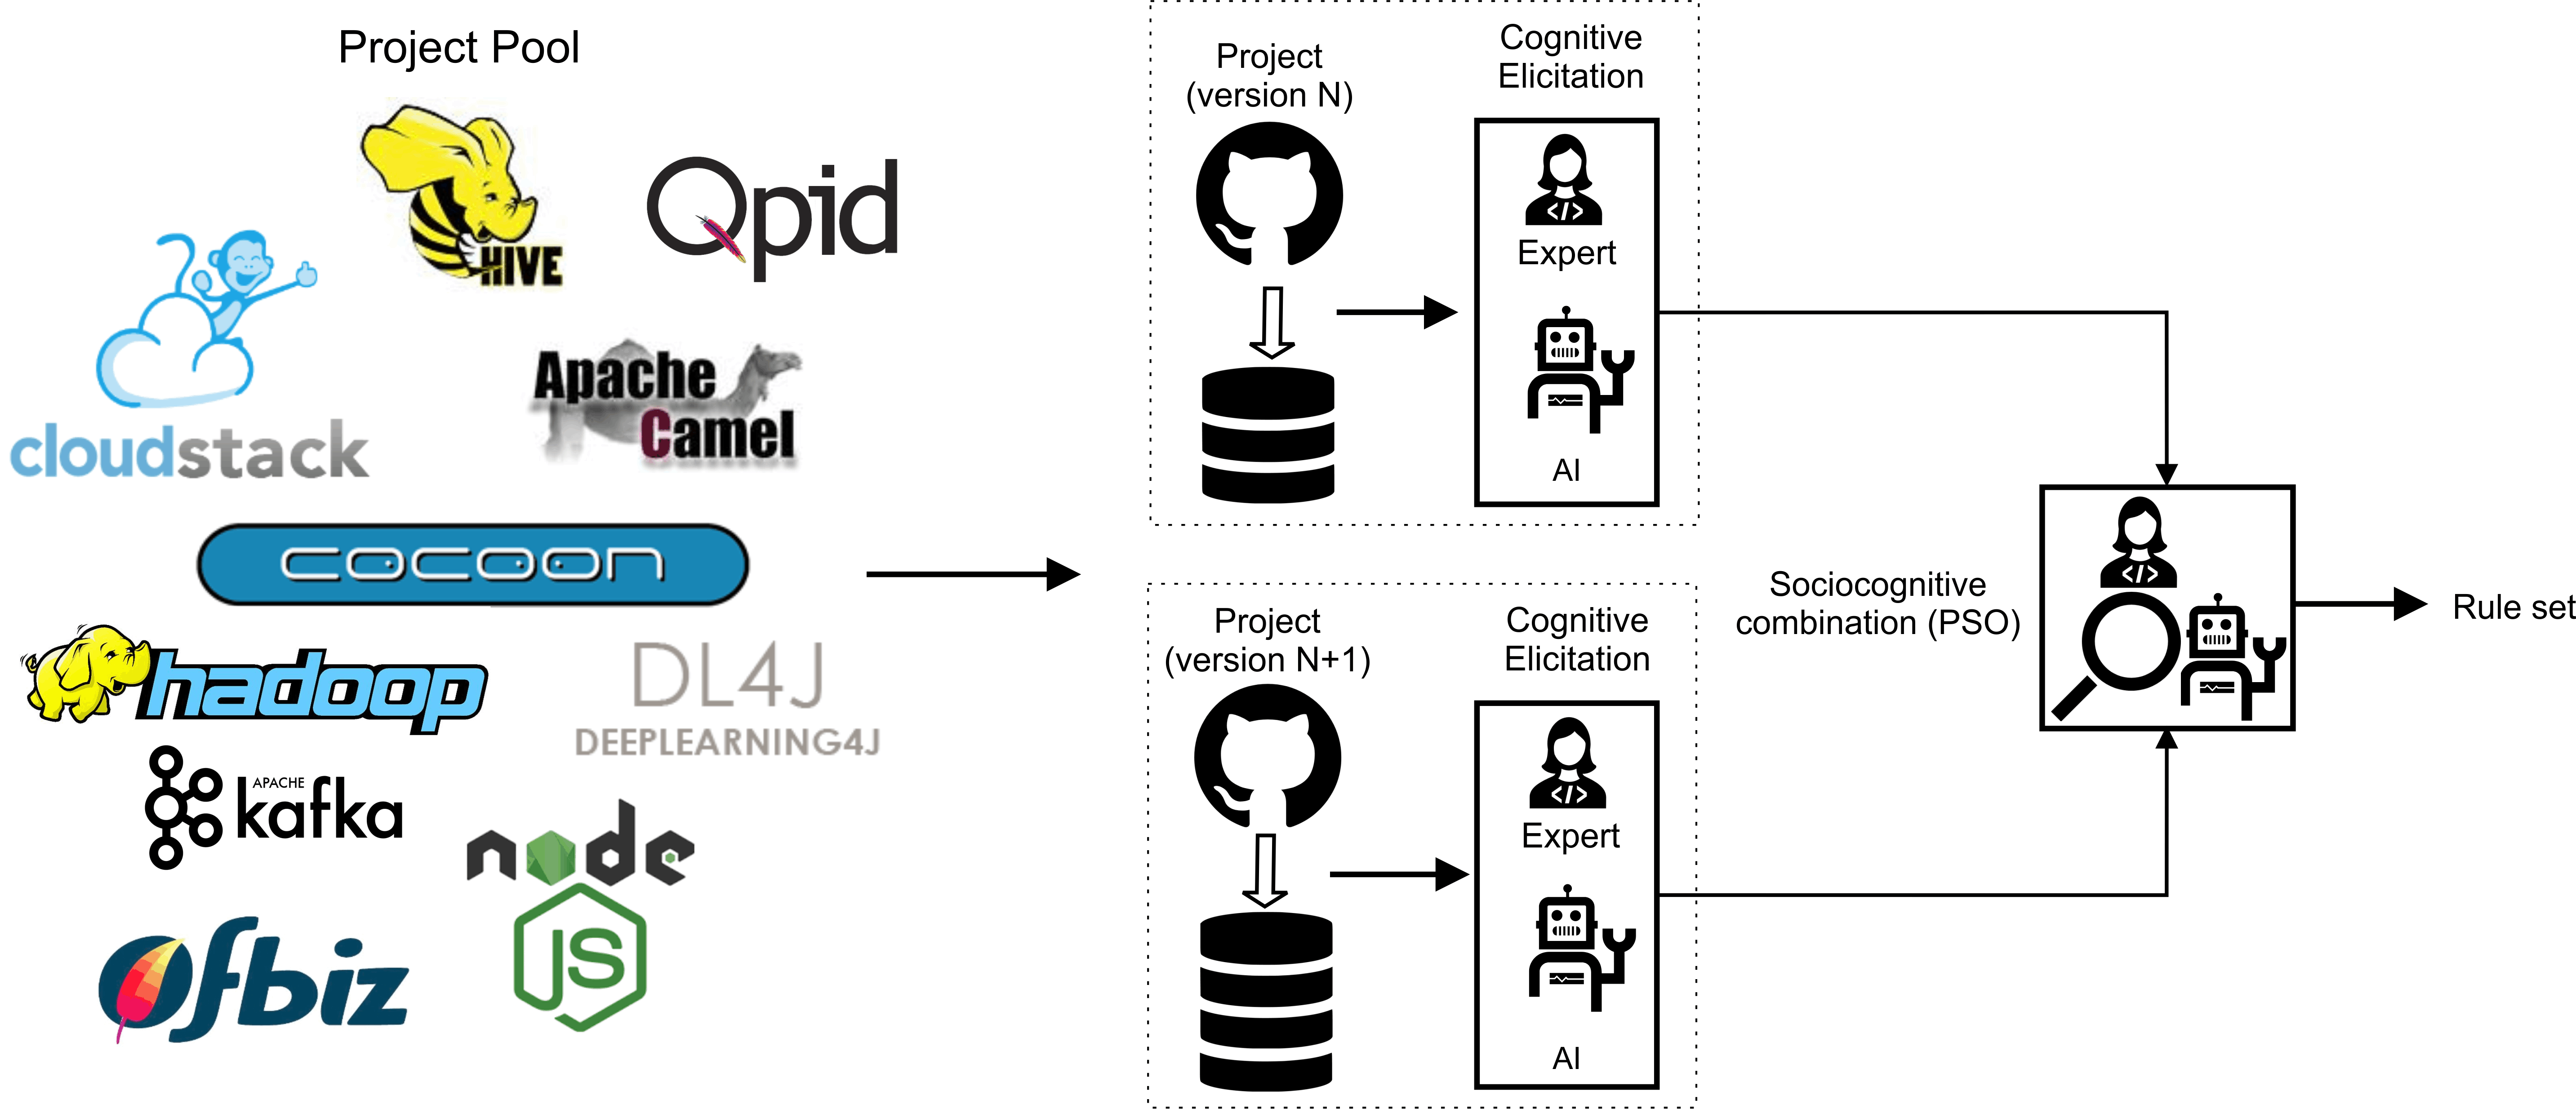 Project Pool
HIVE
Qpid
cloudstack
Apache
Camel
cocoon
hadoop
DL4J
DEEPLEARNING4J
APACHE
kafka
node
JS
Ofbiz
Project
(version N)
Cognitive
Elicitation
</>
Expert
AI
Project
(version N+1)
Cognitive
Elicitation
</>
Expert
AI
Sociocognitive
combination (PSO)
</>
Rule set